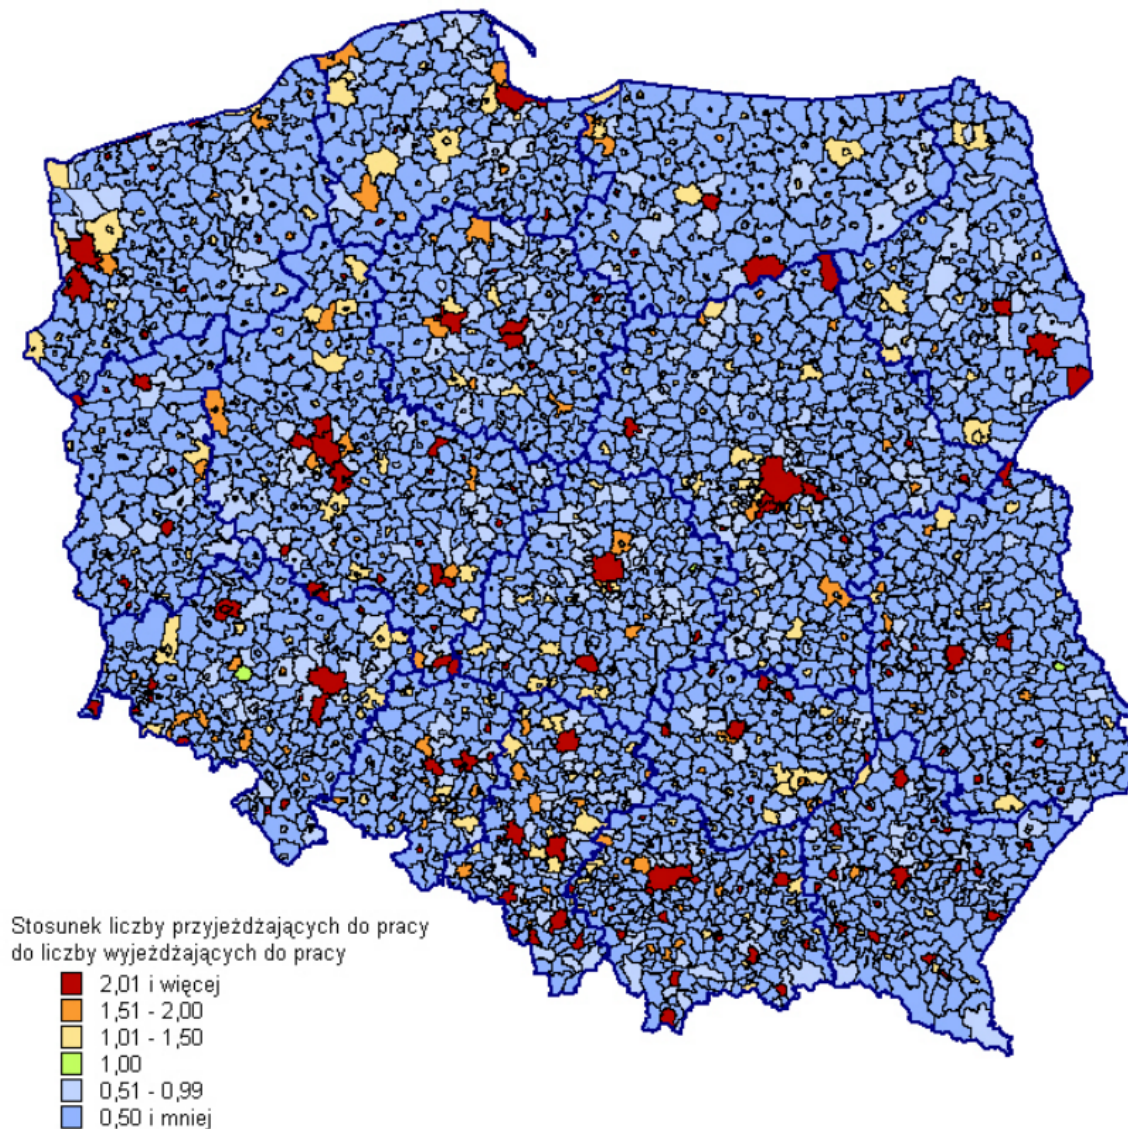 Stosunek liczby przyjeżdżających do pracy
do liczby wyjeżdżających do pracy
2,01 i więcej
1,51 - 2,00
1,01 - 1,50
1,00
0,51 - 0,99
0,50 i mniej